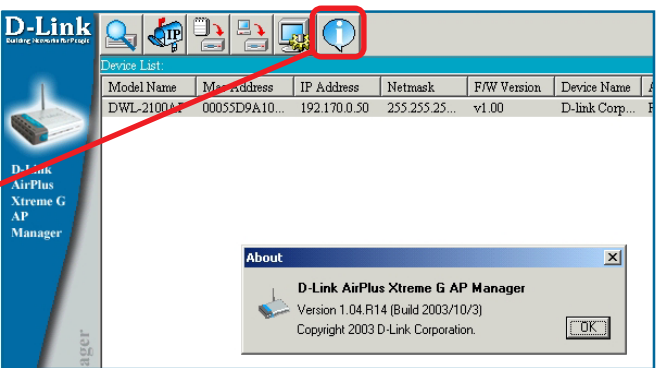 D-Link
Building Networks for People
IP
Device List:
Model Name Mac Address IP Address Netmask F/W Version Device Name
DWL-2100AP 00055D9A10... 192.170.0.50 255.255.25... v1.00 D-link Corp...
D-Link
AirPlus
Xtreme G
AP
Manager
About
D-Link AirPlus Xtreme G AP Manager
Version 1.04.R14 (Build 2003/10/3)
Copyright 2003 D-Link Corporation.
OK
ager